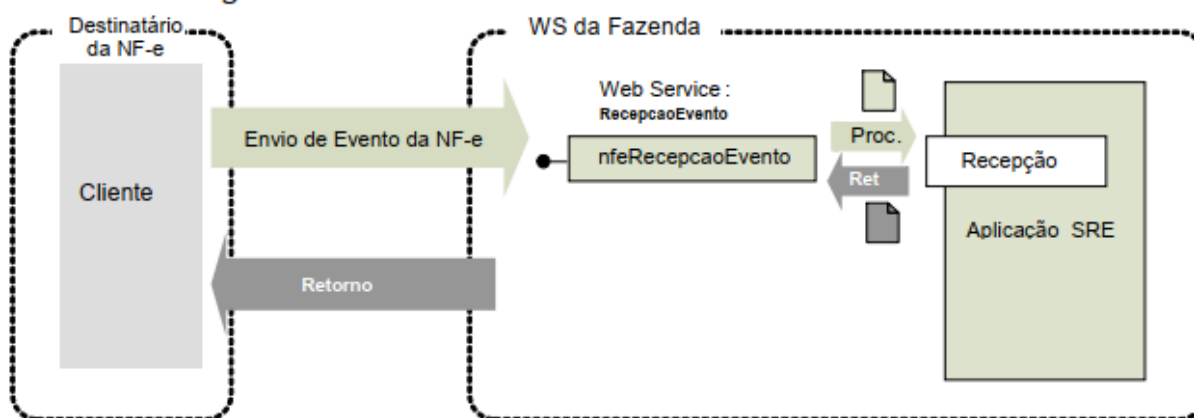 Destinatário
da NF-e
WS da Fazenda
Cliente
Envio de Evento da NF-e
Web Service :
RecepcaoEvento
nfeRecepcaoEvento
Proc.
Ret
Recepção
Aplicação SRE
Retorno